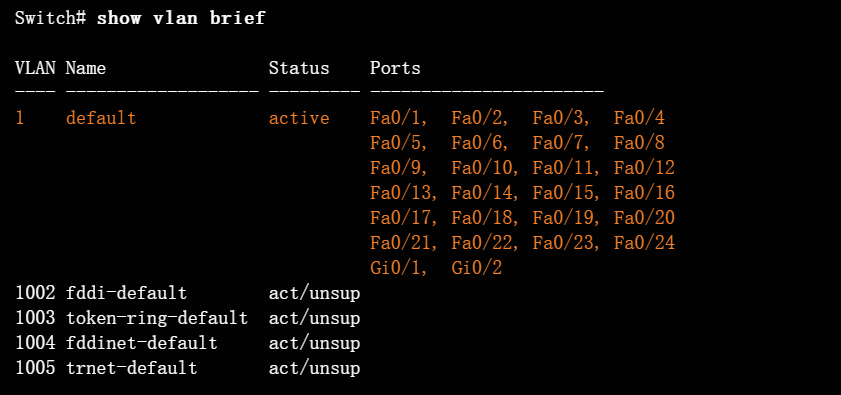 Switch# show vlan brief
VLAN Name                Status    Ports
---- ------------------- --------- -----------------------
1    default             active    Fa0/1,  Fa0/2,  Fa0/3,  Fa0/4
                                   Fa0/5,  Fa0/6,  Fa0/7,  Fa0/8
                                   Fa0/9,  Fa0/10, Fa0/11, Fa0/12
                                   Fa0/13, Fa0/14, Fa0/15, Fa0/16
                                   Fa0/17, Fa0/18, Fa0/19, Fa0/20
                                   Fa0/21, Fa0/22, Fa0/23, Fa0/24
                                   Gi0/1,  Gi0/2
1002 fddi-default        act/unsup
1003 token-ring-default  act/unsup
1004 fddinet-default     act/unsup
1005 trnet-default       act/unsup